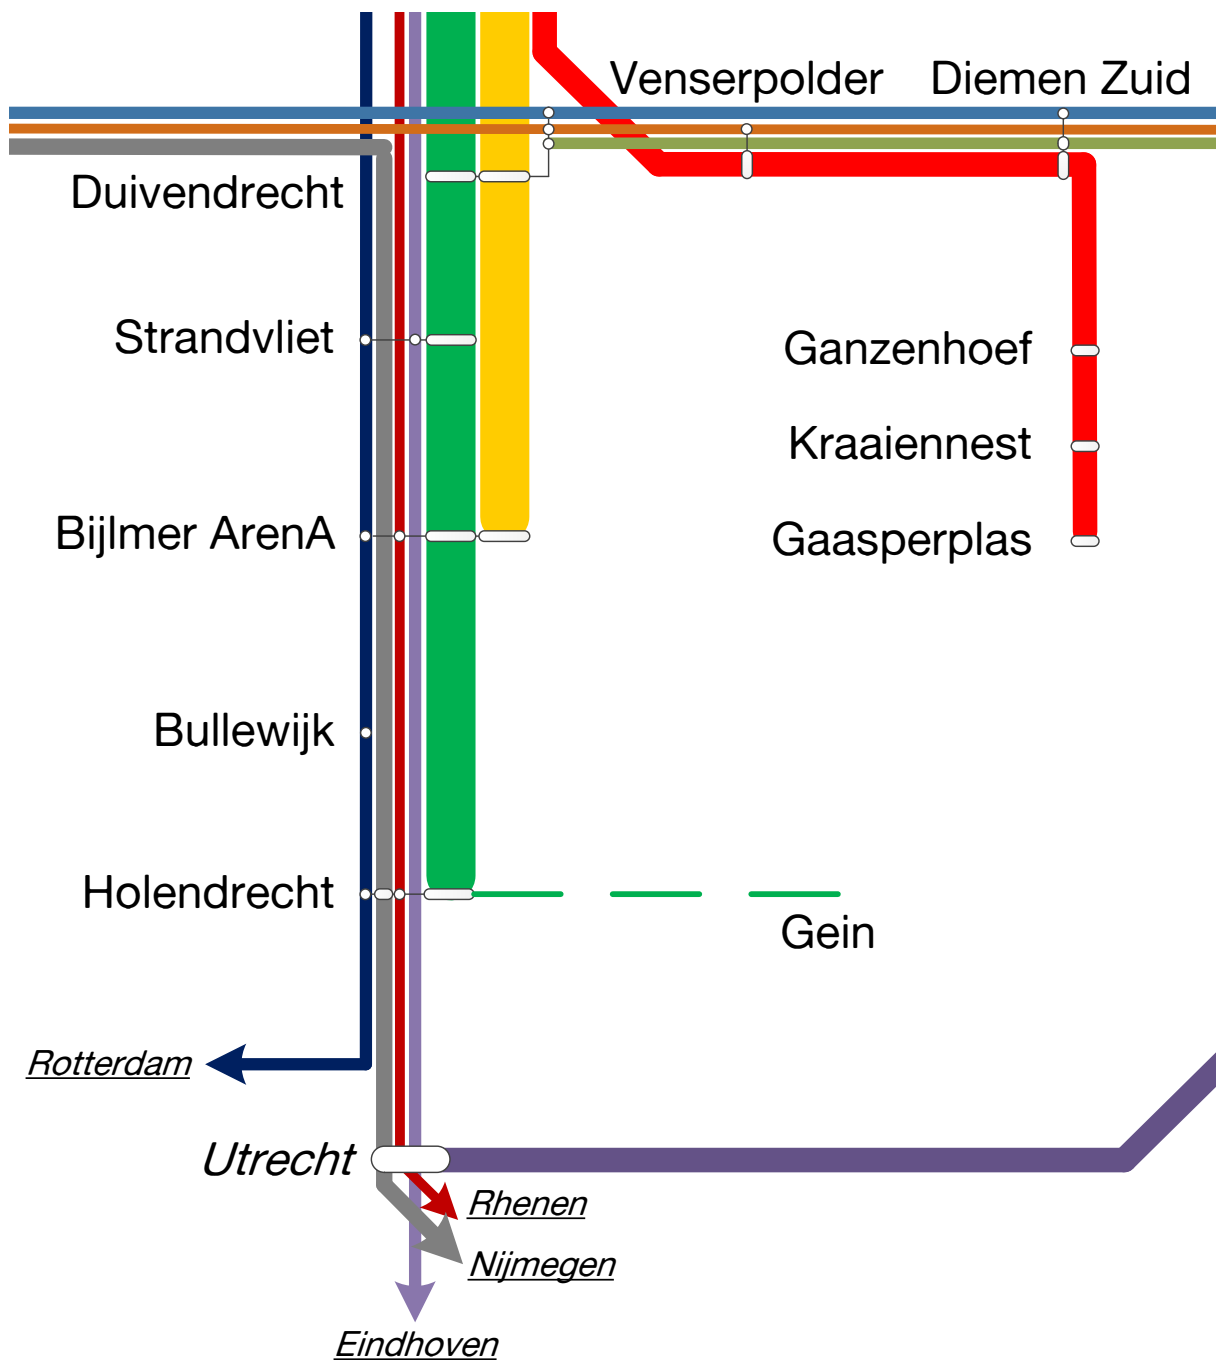 Venserpolder
Diemen Zuid
Duivendrecht
Strandvliet
Ganzenhoef
Kraaiennest
Bijlmer ArenA
Gaasperplas
Bullewijk
Holendrecht
Gein
Rotterdam
Utrecht
Rhenen
Nijmegen
Eindhoven